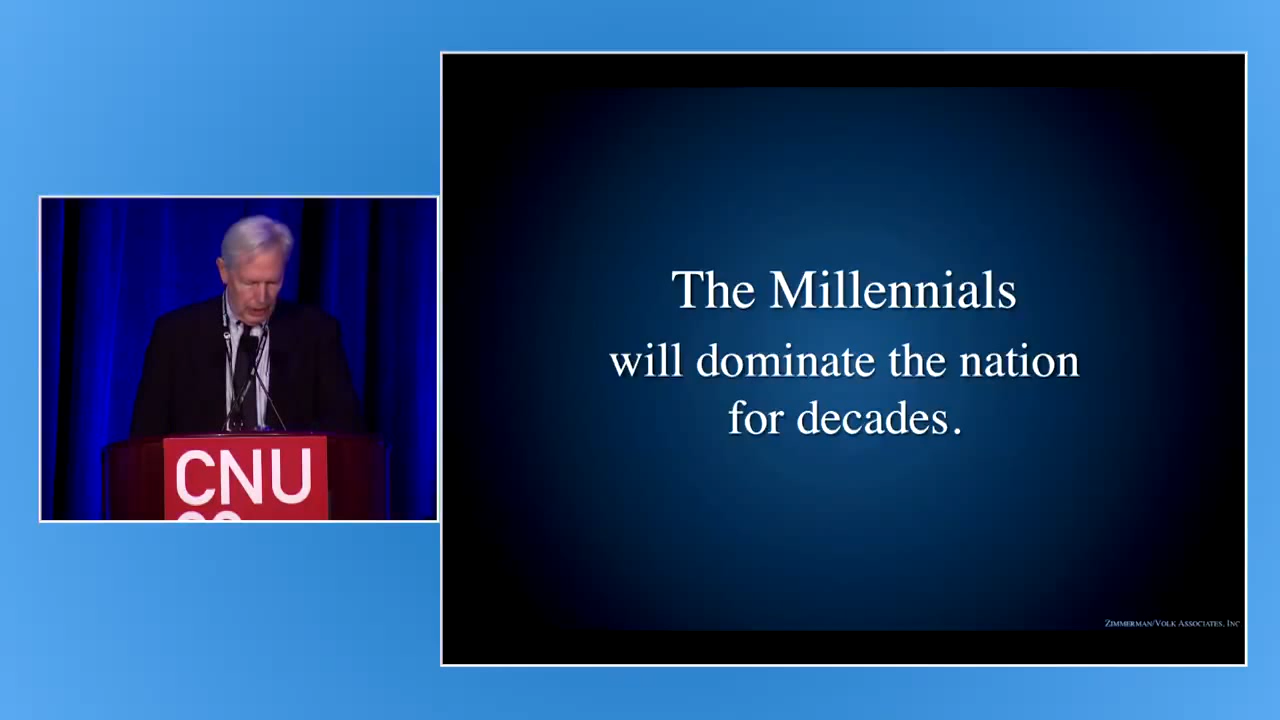 CNU
The Millennials
will dominate the nation
for decades.
ZIMMERMAN/VOLK ASSOCIATES, INC